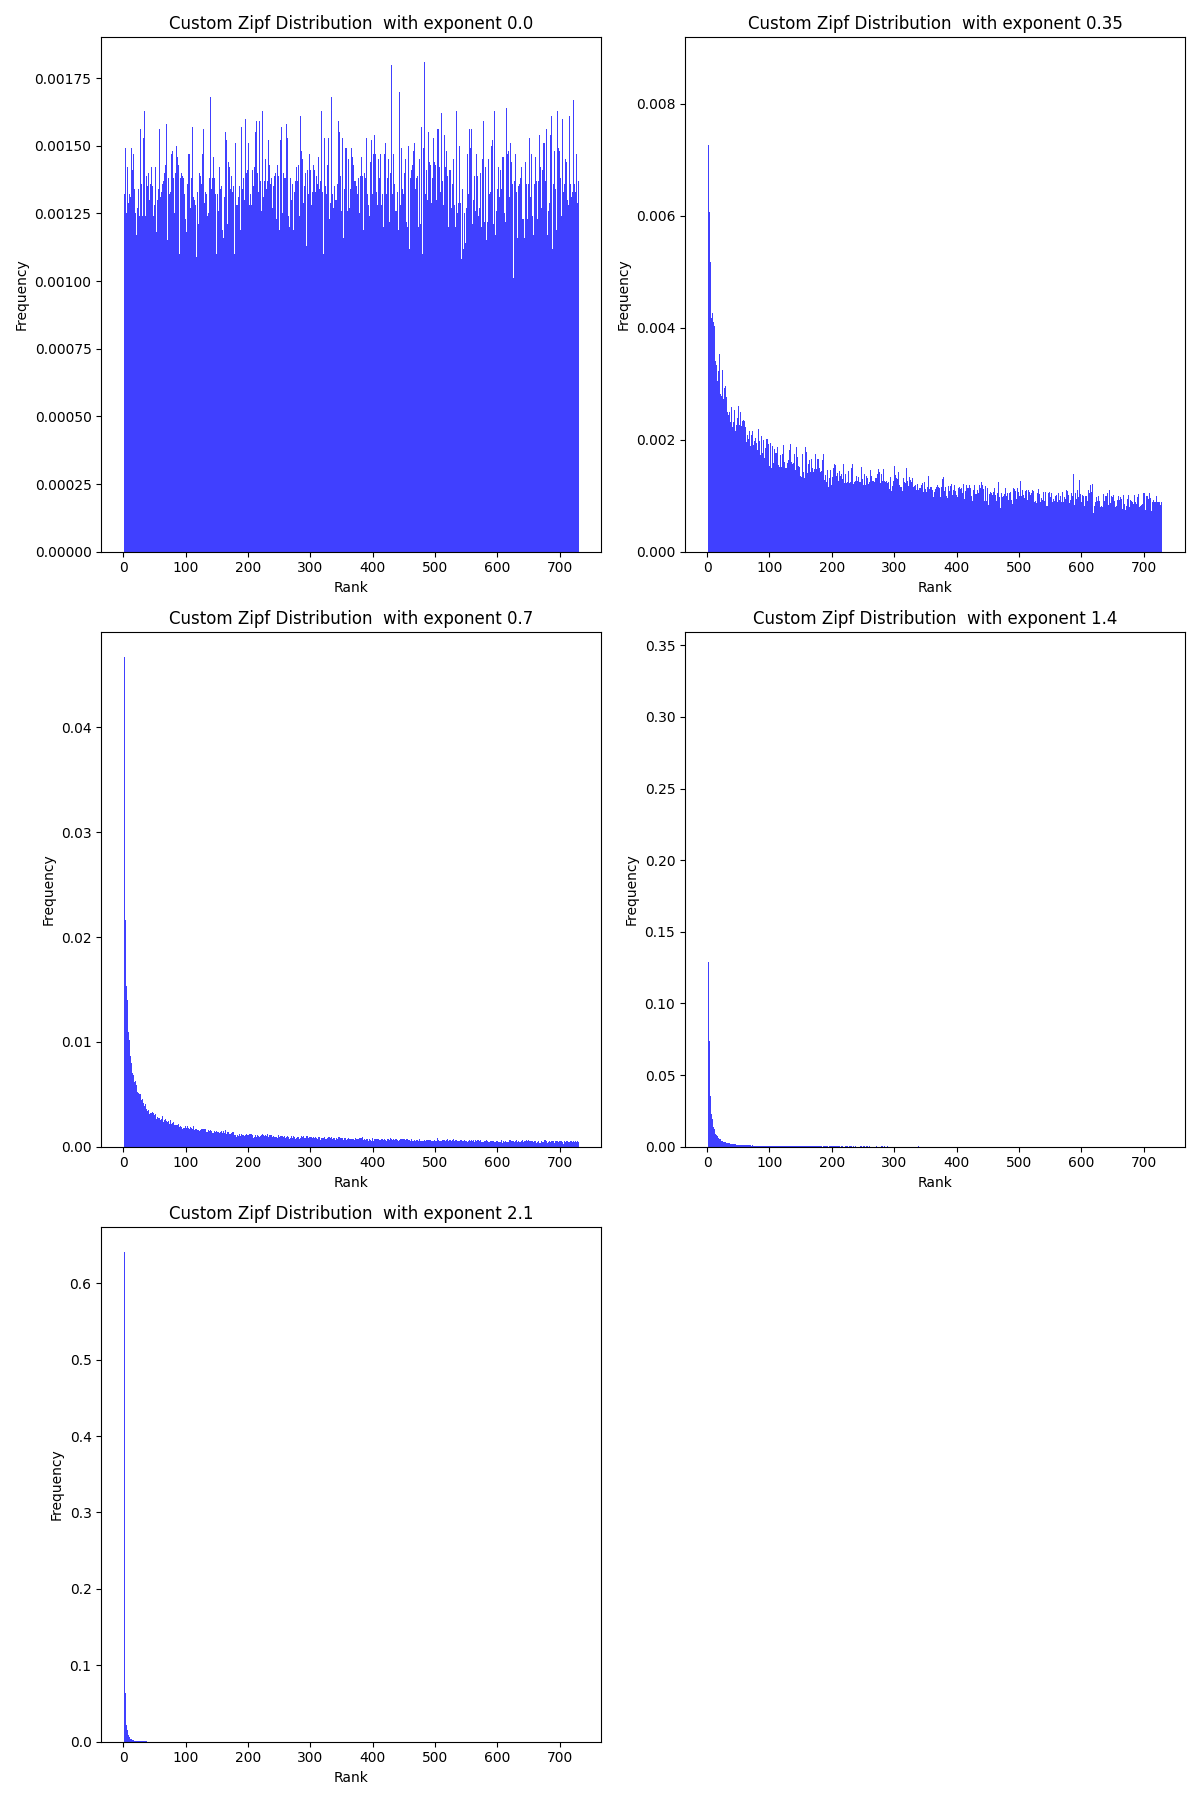 Custom Zipf Distribution  with exponent 0.0
0.00175
0.00150
0.00125
0.00100
0.00075
0.00050
0.00025
0.00000
Frequency
0 100 200 300 400 500 600 700
Rank
Custom Zipf Distribution  with exponent 0.35
0.008
0.006
0.004
0.002
0.000
Frequency
0 100 200 300 400 500 600 700
Rank
Custom Zipf Distribution  with exponent 0.7
0.04
0.03
0.02
0.01
0.00
Frequency
0 100 200 300 400 500 600 700
Rank
Custom Zipf Distribution  with exponent 1.4
0.35
0.30
0.25
0.20
0.15
0.10
0.05
0.00
Frequency
0 100 200 300 400 500 600 700
Rank
Custom Zipf Distribution  with exponent 2.1
0.6
0.5
0.4
0.3
0.2
0.1
0.0
Frequency
0 100 200 300 400 500 600 700
Rank